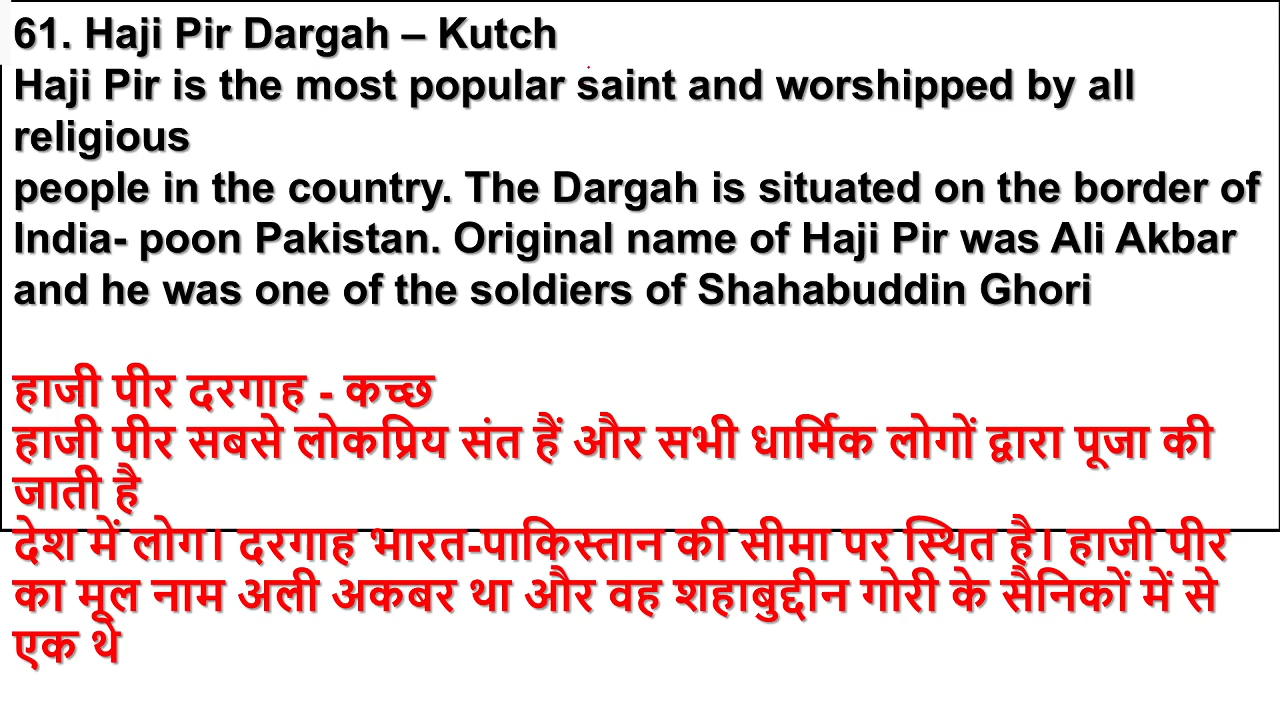 61. Haji Pir Dargah – Kutch
Haji Pir is the most popular saint and worshipped by all
religious
people in the country. The Dargah is situated on the border of
India- poon Pakistan. Original name of Haji Pir was Ali Akbar
and he was one of the soldiers of Shahabuddin Ghori
हाजी पीर दरगाह - कच्छ
हाजी पीर सबसे लोकप्रिय संत हैं और सभी धार्मिक लोगों द्वारा पूजा की
जाती है
देश में लोग। दरगाह भारत-पाकिस्तान की सीमा पर स्थित है। हाजी पीर
का मूल नाम अली अकबर था और वह शहाबुद्दीन गोरी के सैनिकों में से
एक थे